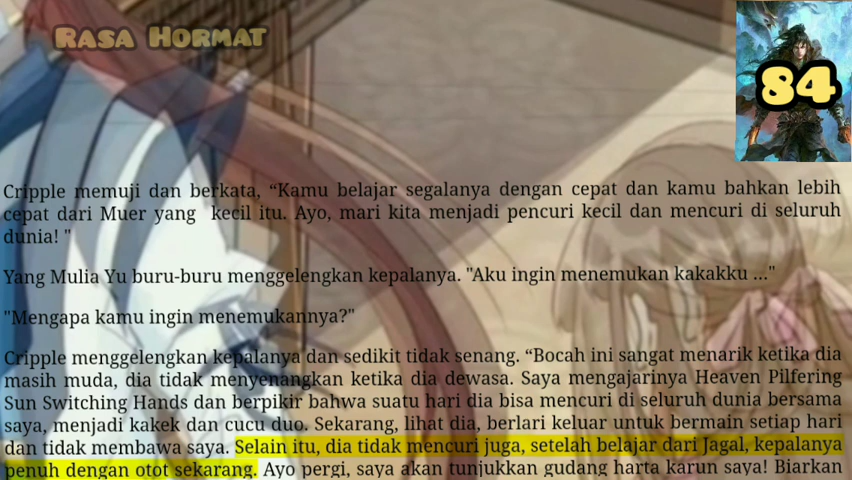 Rasa Hormat
84
Cripple memuji dan berkata, “Kamu belajar segalanya dengan cepat dan kamu bahkan lebih
cepat dari Muer yang kecil itu. Ayo, mari kita menjadi pencuri kecil dan mencuri di seluruh
dunia! "
Yang Mulia Yu buru-buru menggelengkan kepalanya. "Aku ingin menemukan kakakku ..."
"Mengapa kamu ingin menemukannya?"
Cripple menggelengkan kepalanya dan sedikit tidak senang. “Bocah ini sangat menarik ketika dia
masih muda, dia tidak menyenangkan ketika dia dewasa. Saya mengajarinya Heaven Pilfering
Sun Switching Hands dan berpikir bahwa suatu hari dia bisa mencuri di seluruh dunia bersama
saya, menjadi kakek dan cucu duo. Sekarang, lihat dia, berlari keluar untuk bermain setiap hari
dan tidak membawa saya. Selain itu, dia tidak mencuri juga, setelah belajar dari Jagal, kepalanya
penuh dengan otot sekarang. Ayo pergi, saya akan tunjukkan gudang harta karun saya! Biarkan